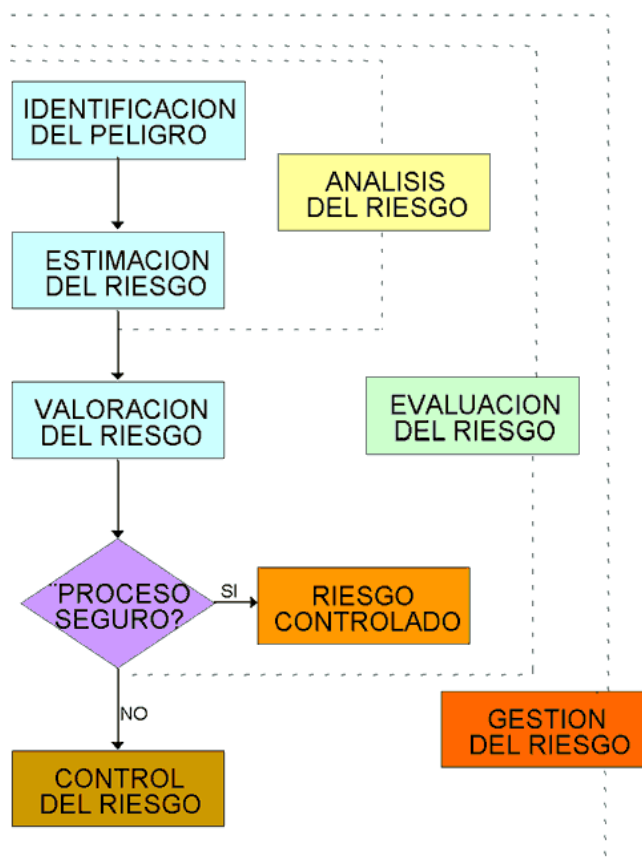 IDENTIFICACION
DEL PELIGRO
ANALISIS
DEL RIESGO
ESTIMACION
DEL RIESGO
VALORACION
DEL RIESGO
EVALUACION
DEL RIESGO
¨PROCESO
SEGURO?
SI
RIESGO
CONTROLADO
NO
GESTION
DEL RIESGO
CONTROL
DEL RIESGO